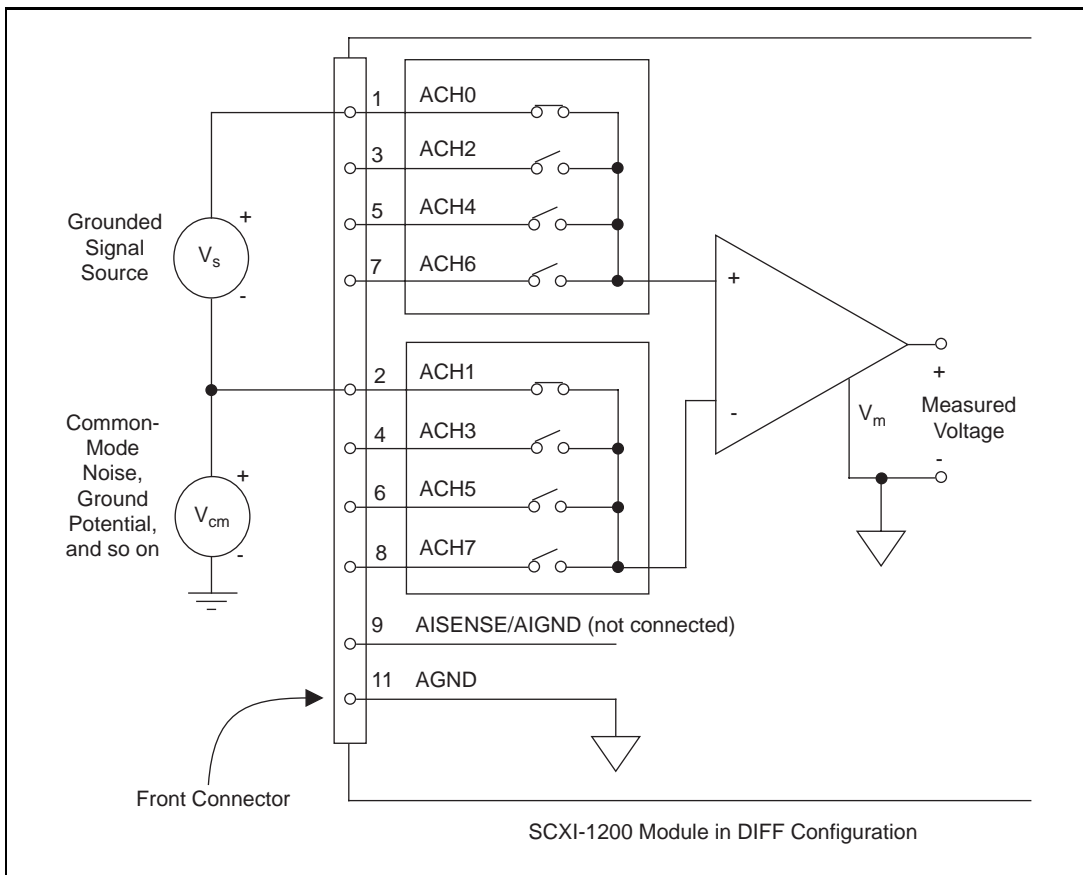 1 ACH0
3 ACH2
5 ACH4
7 ACH6
Grounded
Signal
Source
+
Vs
-
+
-
2 ACH1
4 ACH3
6 ACH5
8 ACH7
Common-
Mode
Noise,
Ground
Potential,
and so on
+
Vcm
-
+
Vm
Measured
Voltage
-
9 AISENSE/AIGND (not connected)
11 AGND
Front Connector
SCXI-1200 Module in DIFF Configuration